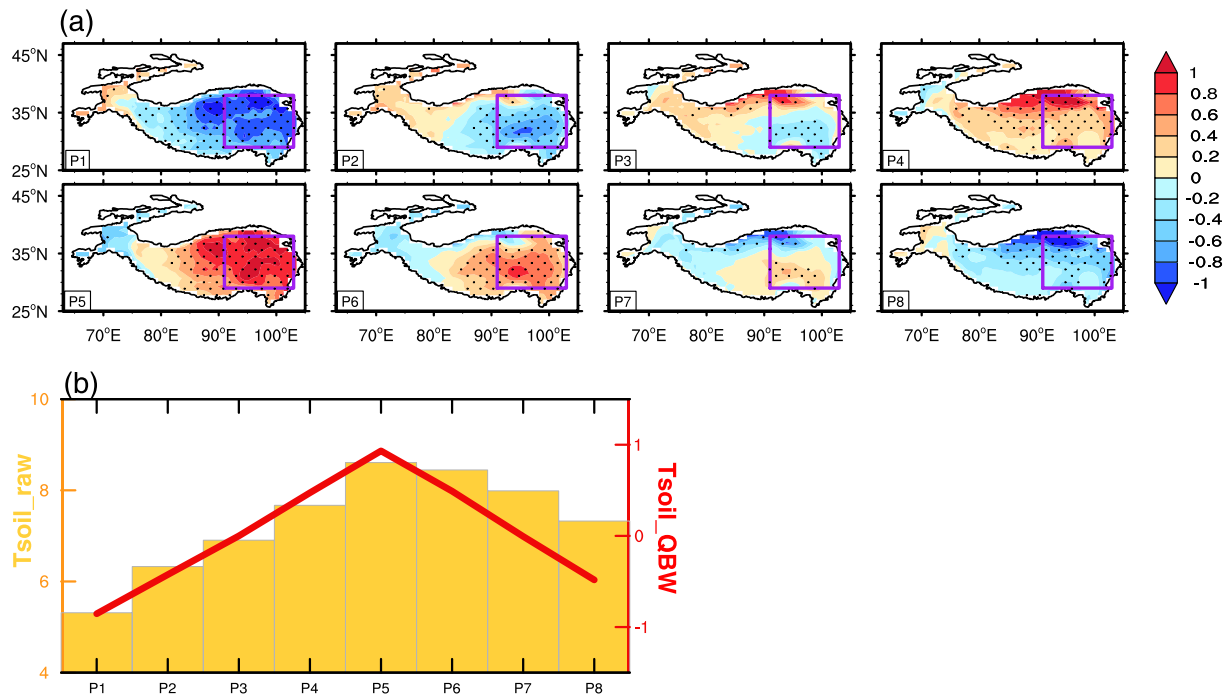 (a)
45°N
35°N
25°N
P1
P2
P3
P4
45°N
35°N
25°N
P5
P6
P7
P8
70°E 80°E 90°E 100°E
70°E 80°E 90°E 100°E
70°E 80°E 90°E 100°E
70°E 80°E 90°E 100°E
1
0.8
0.6
0.4
0.2
0
-0.2
-0.4
-0.6
-0.8
-1
(b)
10
8
6
4
Tsoil_raw
1
0
-1
Tsoil_QBW
P1 P2 P3 P4 P5 P6 P7 P8